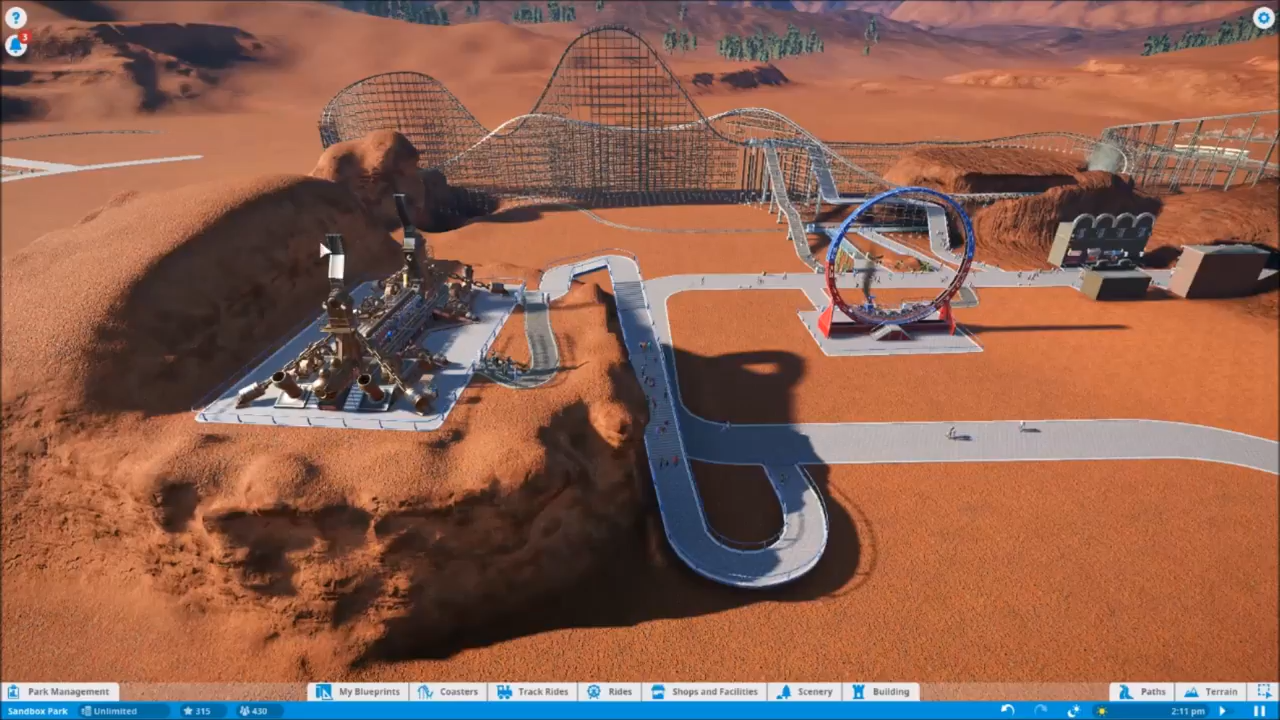 ?
3
Park Management
My Blueprints
Coasters
Track Rides
Rides
Shops and Facilities
Scenery
Building
Paths
Terrain
Sandbox Park
Unlimited
315
430
2:11 pm